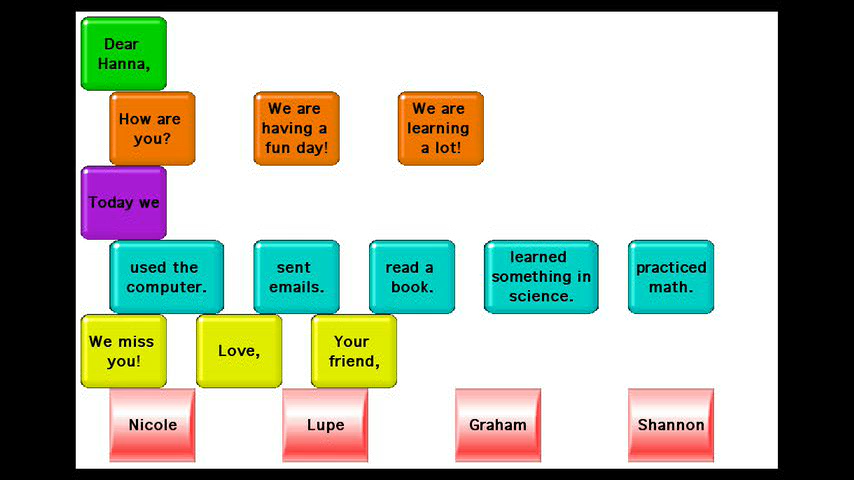 Dear
Hanna,
How are
you?
We are
having a
fun day!
We are
learning
a lot!
Today we
used the
computer.
sent
emails.
read a
book.
learned
something in
science.
practiced
math.
We miss
you!
Love,
Your
friend,
Nicole
Lupe
Graham
Shannon